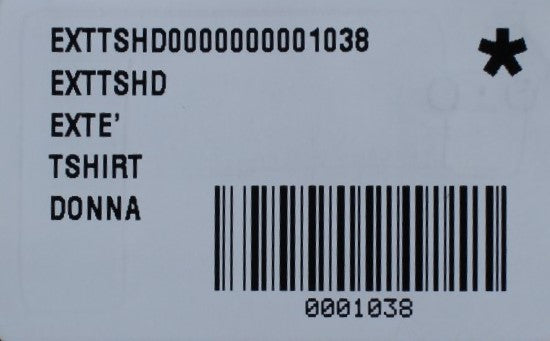 EXTTSHD0000000001038
EXTTSHD
EXTE'
TSHIRT
DONNA
0001038